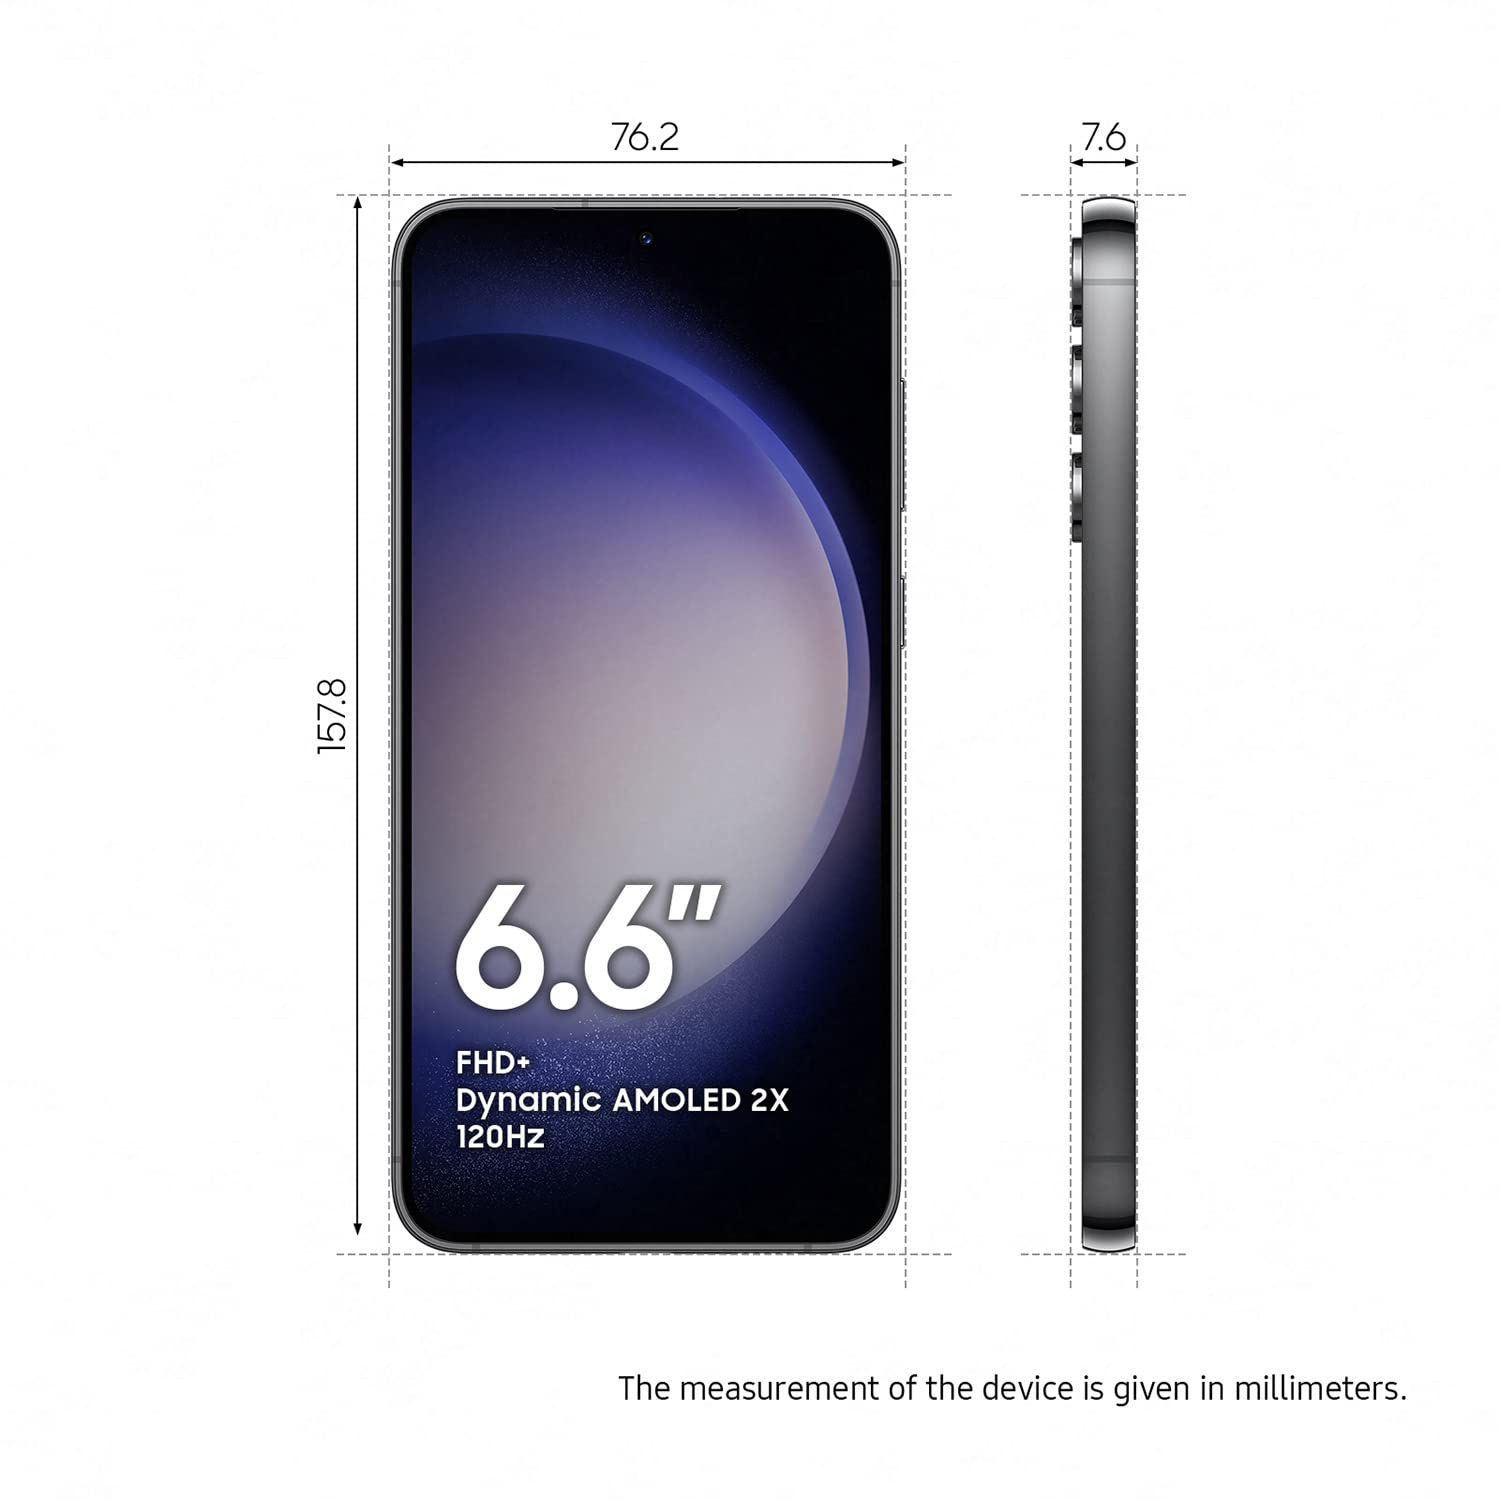 76.2
7.6
157.8
6.6"
FHD+
Dynamic AMOLED 2X
120Hz
The measurement of the device is given in millimeters.